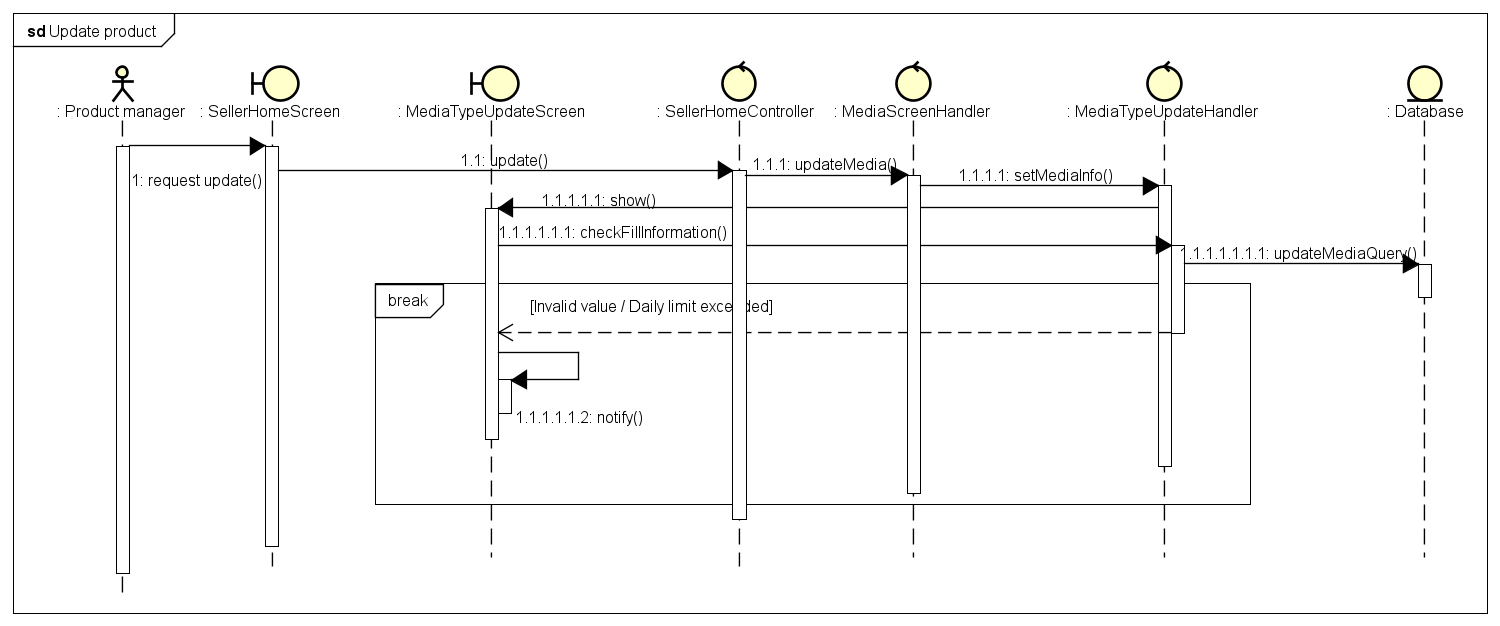 sd Update product
: Product manager
: SellerHomeScreen
: MediaTypeUpdateScreen
: SellerHomeController
: MediaScreenHandler
: MediaTypeUpdateHandler
: Database
1: request update()
1.1: update()
1.1.1: updateMedia()
1.1.1.1: setMediaInfo()
1.1.1.1.1: show()
1.1.1.1.1.1: checkFillInformation()
1.1.1.1.1.1.1: updateMediaQuery()
break
[Invalid value / Daily limit exceeded]
1.1.1.1.1.2: notify()